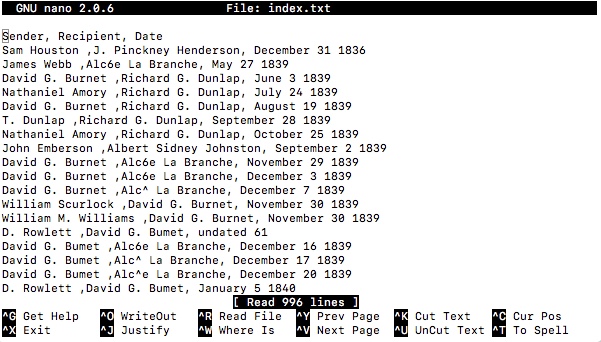 GNU nano 2.0.6 File: index.txt
Sender, Recipient, Date
Sam Houston ,J. Pinckney Henderson, December 31 1836
James Webb ,Alc6e La Branche, May 27 1839
David G. Burnet ,Richard G. Dunlap, June 3 1839
Nathaniel Amory ,Richard G. Dunlap, July 24 1839
David G. Burnet ,Richard G. Dunlap, August 19 1839
T. Dunlap ,Richard G. Dunlap, September 28 1839
Nathaniel Amory ,Richard G. Dunlap, October 25 1839
John Emberson ,Albert Sidney Johnston, September 2 1839
David G. Burnet ,Alc6e La Branche, November 29 1839
David G. Burnet ,Alc6e La Branche, December 3 1839
David G. Burnet ,Alc^ La Branche, December 7 1839
William Scurlock ,David G. Burnet, November 30 1839
William M. Williams ,David G. Burnet, November 30 1839
D. Rowlett ,David G. Bumet, undated 61
David G. Bumet ,Alc6e La Branche, December 16 1839
David G. Bumet ,Alc^ La Branche, December 17 1839
David G. Bumet ,Alc^e La Branche, December 20 1839
D. Rowlett ,David G. Bumet, January 5 1840
[ Read 996 lines ]
^G Get Help ^O WriteOut ^R Read File ^Y Prev Page ^K Cut Text ^C Cur Pos
^X Exit ^J Justify ^W Where Is ^V Next Page ^U UnCut Text ^T To Spell